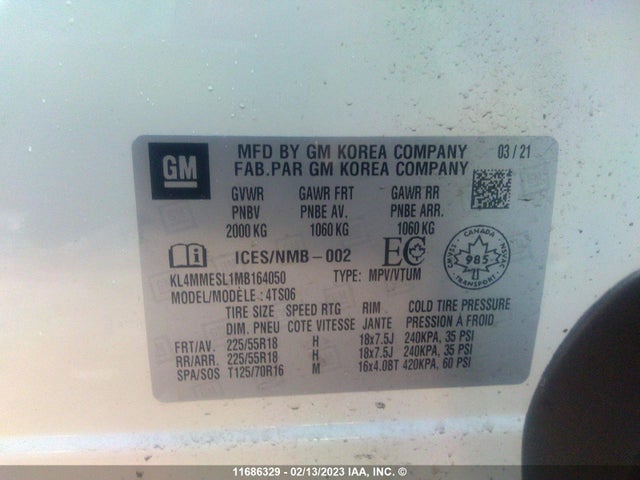 GM
MFD BY GM KOREA COMPANY 03 / 21
FAB.PAR GM KOREA COMPANY
GVWR GAWR FRT GAWR RR
PNBV PNBE AV. PNBE ARR.
2000 KG 1060 KG 1060 KG
ICES/NMB-002 EC
KL4MMESL1MB164050 TYPE: MPV/VTUM
MODEL/MODÈLE : 4TS06
CANADA
CMVSS - NSVAC
985
TRANSPORT
TIRE SIZE SPEED RTG RIM COLD TIRE PRESSURE
DIM. PNEU COTE VITESSE JANTE PRESSION À FROID
FRT/AV. 225/55R18 H 18x7.5J 240KPA, 35 PSI
RR/ARR. 225/55R18 H 18x7.5J 240KPA, 35 PSI
SPA/SOS T125/70R16 M 16x4.08T 420KPA, 60 PSI
11686329 - 02/13/2023 IAA, INC. ©